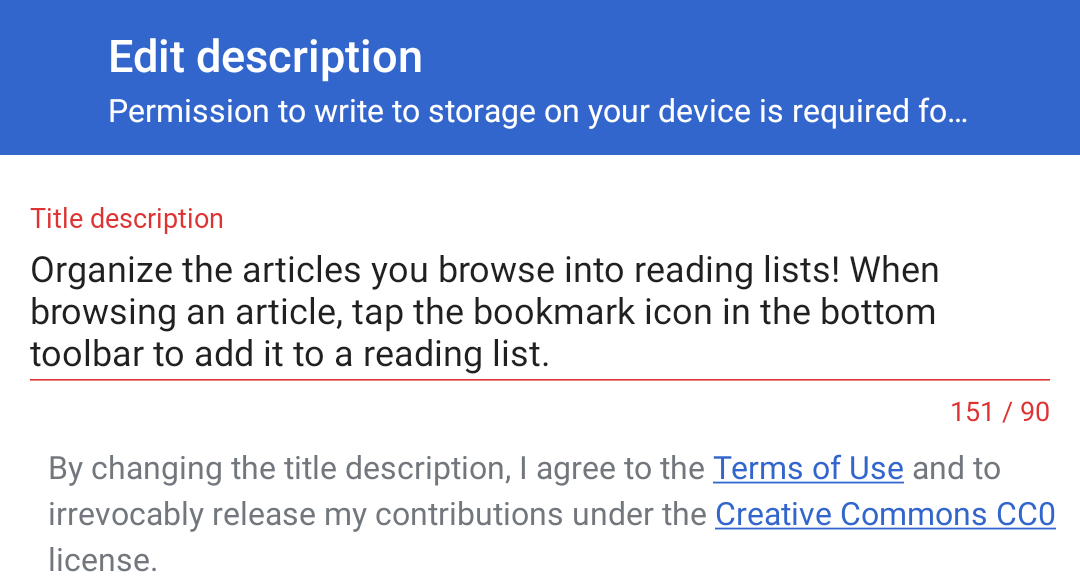 Edit description
Permission to write to storage on your device is required fo…
Title description
Organize the articles you browse into reading lists! When
browsing an article, tap the bookmark icon in the bottom
toolbar to add it to a reading list.
151 / 90
By changing the title description, I agree to the Terms of Use and to
irrevocably release my contributions under the Creative Commons CC0
license.